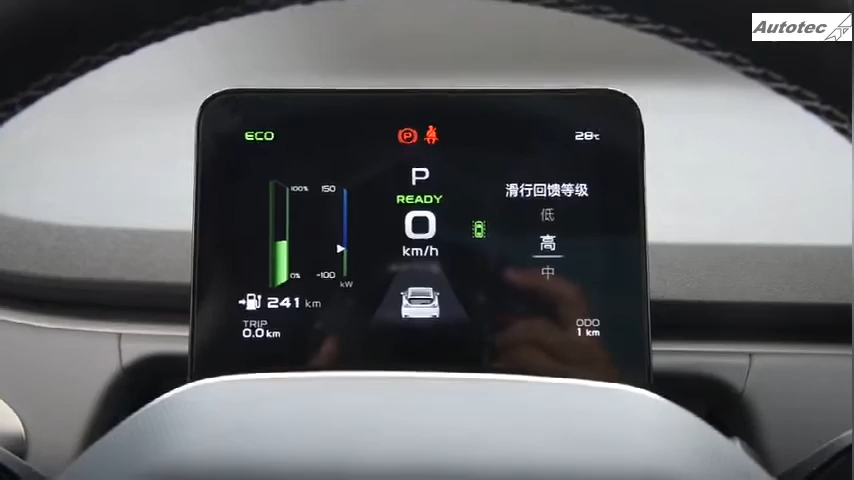 Autotec
ECO
P
28℃
P
READY
0
km/h
100%
0%
150
-100
kW
241 km
TRIP
0.0 km
滑行回馈等级
低
高
中
ODO
1 km